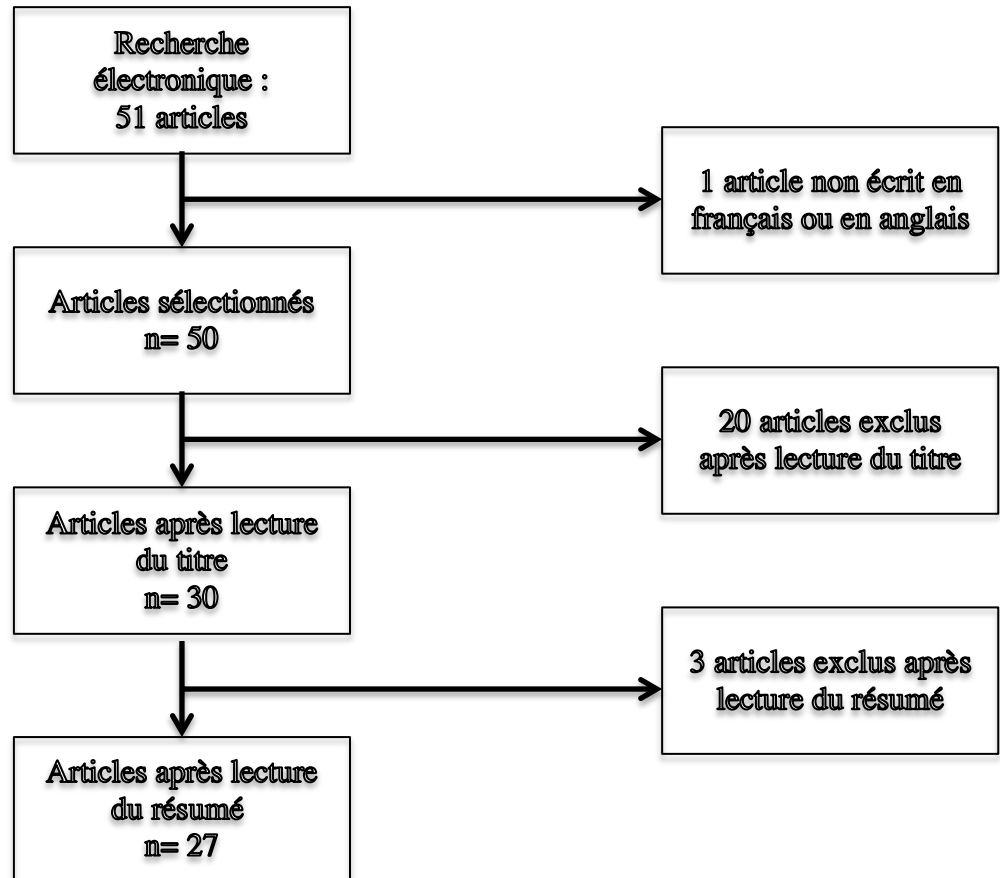 Recherche
électronique :
51 articles
1 article non écrit en
français ou en anglais
Articles sélectionnés
n= 50
20 articles exclus
après lecture du titre
Articles après lecture
du titre
n= 30
3 articles exclus après
lecture du résumé
Articles après lecture
du résumé
n= 27